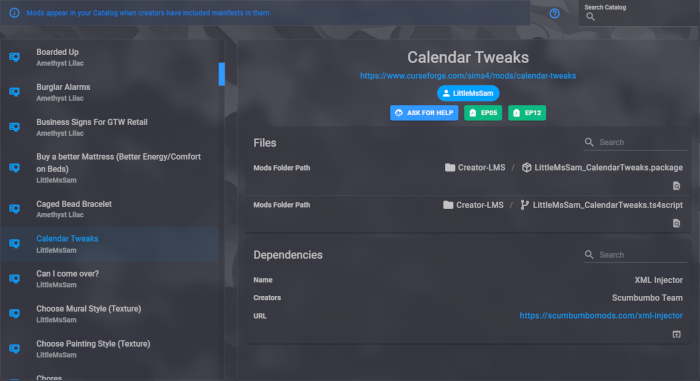 Mods appear in your Catalog when creators have included manifests in them.
Search Catalog
Boarded Up
Amethyst Lilac
Burglar Alarms
Amethyst Lilac
Business Signs For GTW Retail
Amethyst Lilac
Buy a better Mattress (Better Energy/Comfort
on Beds)
LittleMsSam
Caged Bead Bracelet
Amethyst Lilac
Calendar Tweaks
LittleMsSam
Can I come over?
LittleMsSam
Choose Mural Style (Texture)
LittleMsSam
Choose Painting Style (Texture)
LittleMsSam
Chores
Calendar Tweaks
https://www.curseforge.com/sims4/mods/calendar-tweaks
LittleMsSam
ASK FOR HELP EP05 EP12
Files
Search
Mods Folder Path Creator-LMS / LittleMsSam_CalendarTweaks.package
Mods Folder Path Creator-LMS / LittleMsSam_CalendarTweaks.ts4script
Dependencies
Search
Name XML Injector
Creators Scumbumbo Team
URL https://scumbumbomods.com/xml-injector